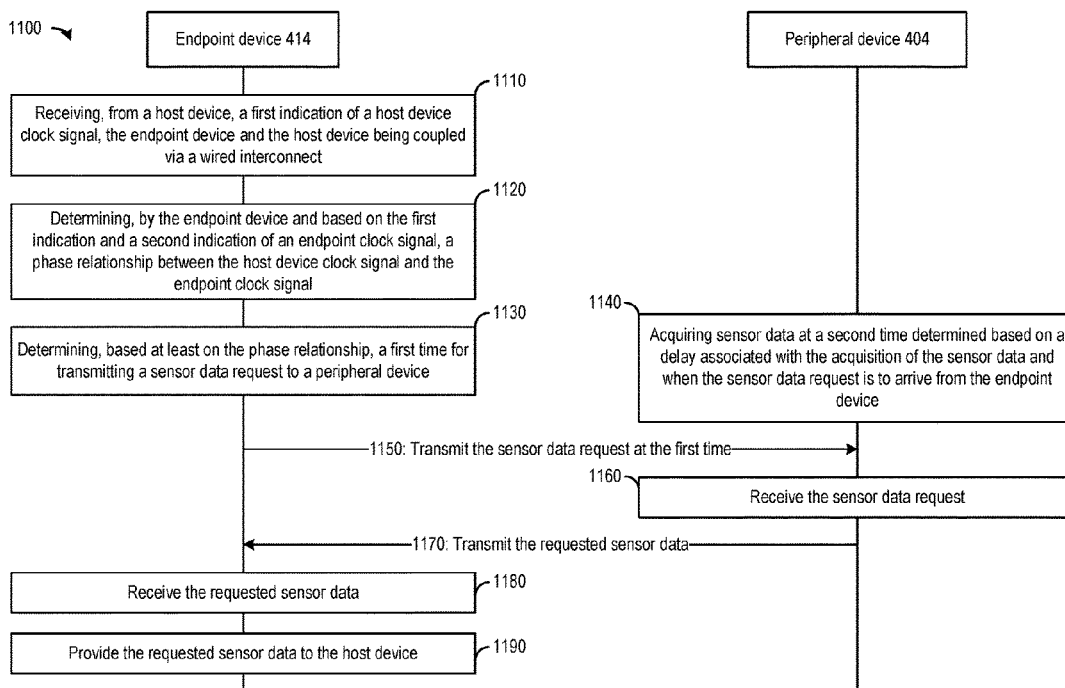 1100
Endpoint device 414
Peripheral device 404
1110
Receiving, from a host device, a first indication of a host device
clock signal, the endpoint device and the host device being coupled
via a wired interconnect
1120
Determining, by the endpoint device and based on the first
indication and a second indication of an endpoint clock signal, a
phase relationship between the host device clock signal and the
endpoint clock signal
1130
Determining, based at least on the phase relationship, a first time for
transmitting a sensor data request to a peripheral device
1140
Acquiring sensor data at a second time determined based on a
delay associated with the acquisition of the sensor data and
when the sensor data request is to arrive from the endpoint
device
1150: Transmit the sensor data request at the first time
1160
Receive the sensor data request
1170: Transmit the requested sensor data
1180
Receive the requested sensor data
1190
Provide the requested sensor data to the host device